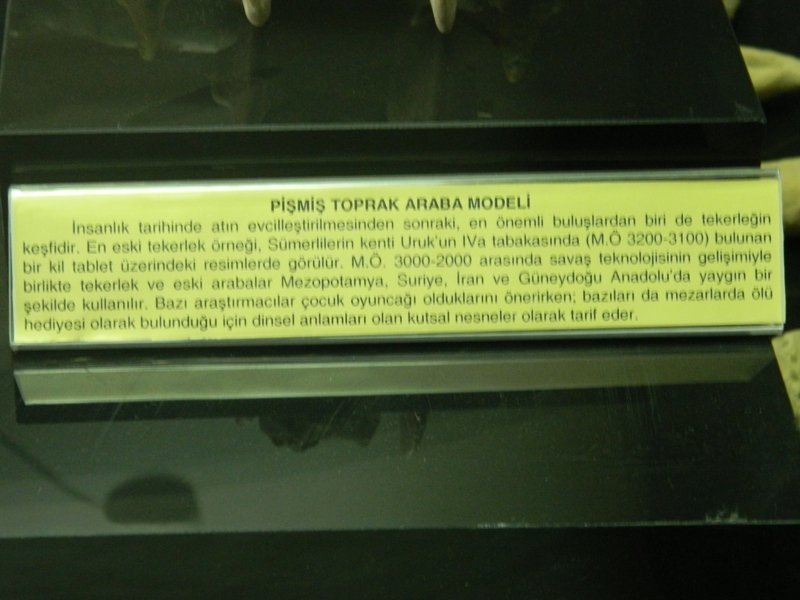 PİŞMİŞ TOPRAK ARABA MODELİ
İnsanlık tarihinde atın evcilleştirilmesinden sonraki, en önemli buluşlardan biri de tekerleğin
keşfidir. En eski tekerlek örneği, Sümerlilerin kenti Uruk'un IVa tabakasında (M.Ö 3200-3100) bulunan
bir kil tablet üzerindeki resimlerde görülür. M.Ö. 3000-2000 arasında savaş teknolojisinin gelişimiyle
birlikte tekerlek ve eski arabalar Mezopotamya, Suriye, İran ve Güneydoğu Anadolu'da yaygın bir
şekilde kullanılır. Bazı araştırmacılar çocuk oyuncağı olduklarını önerirken; bazıları da mezarlarda ölü
hediyesi olarak bulunduğu için dinsel anlamları olan kutsal nesneler olarak tarif eder.